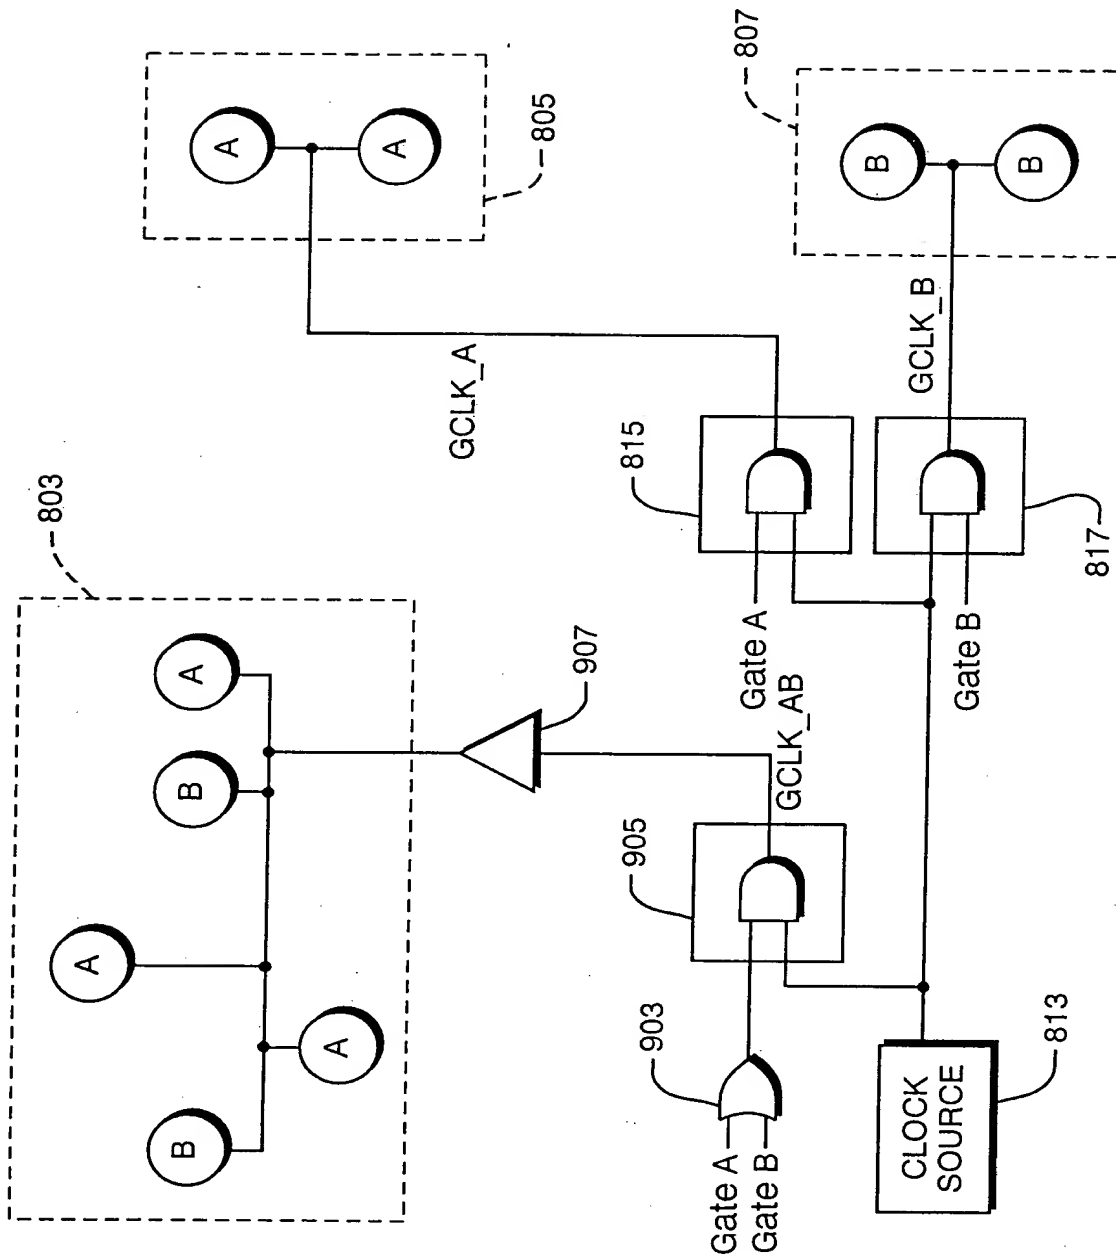 803
B
A
A
B
A
A
A
805
GCLK_A
907
GCLK_AB
905
903
Gate A
Gate B
815
Gate A
Gate B
817
GCLK_B
B
B
807
CLOCK
SOURCE
813